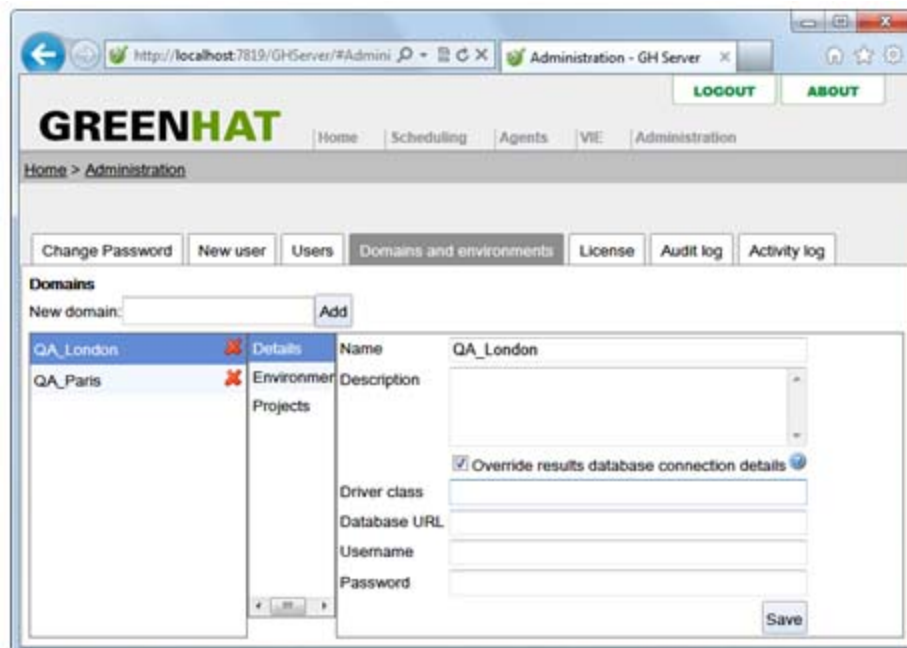 http://localhost:7819/GHServer/#Admini
Administration - GH Server
LOGOUT ABOUT
GREENHAT
Home Scheduling Agents VIE Administration
Home > Administration
Change Password New user Users Domains and environments License Audit log Activity log
Domains
New domain: Add
QA_London Details Name QA_London
QA_Paris Environmer Description
Projects
Override results database connection details
Driver class
Database URL
Username
Password
Save